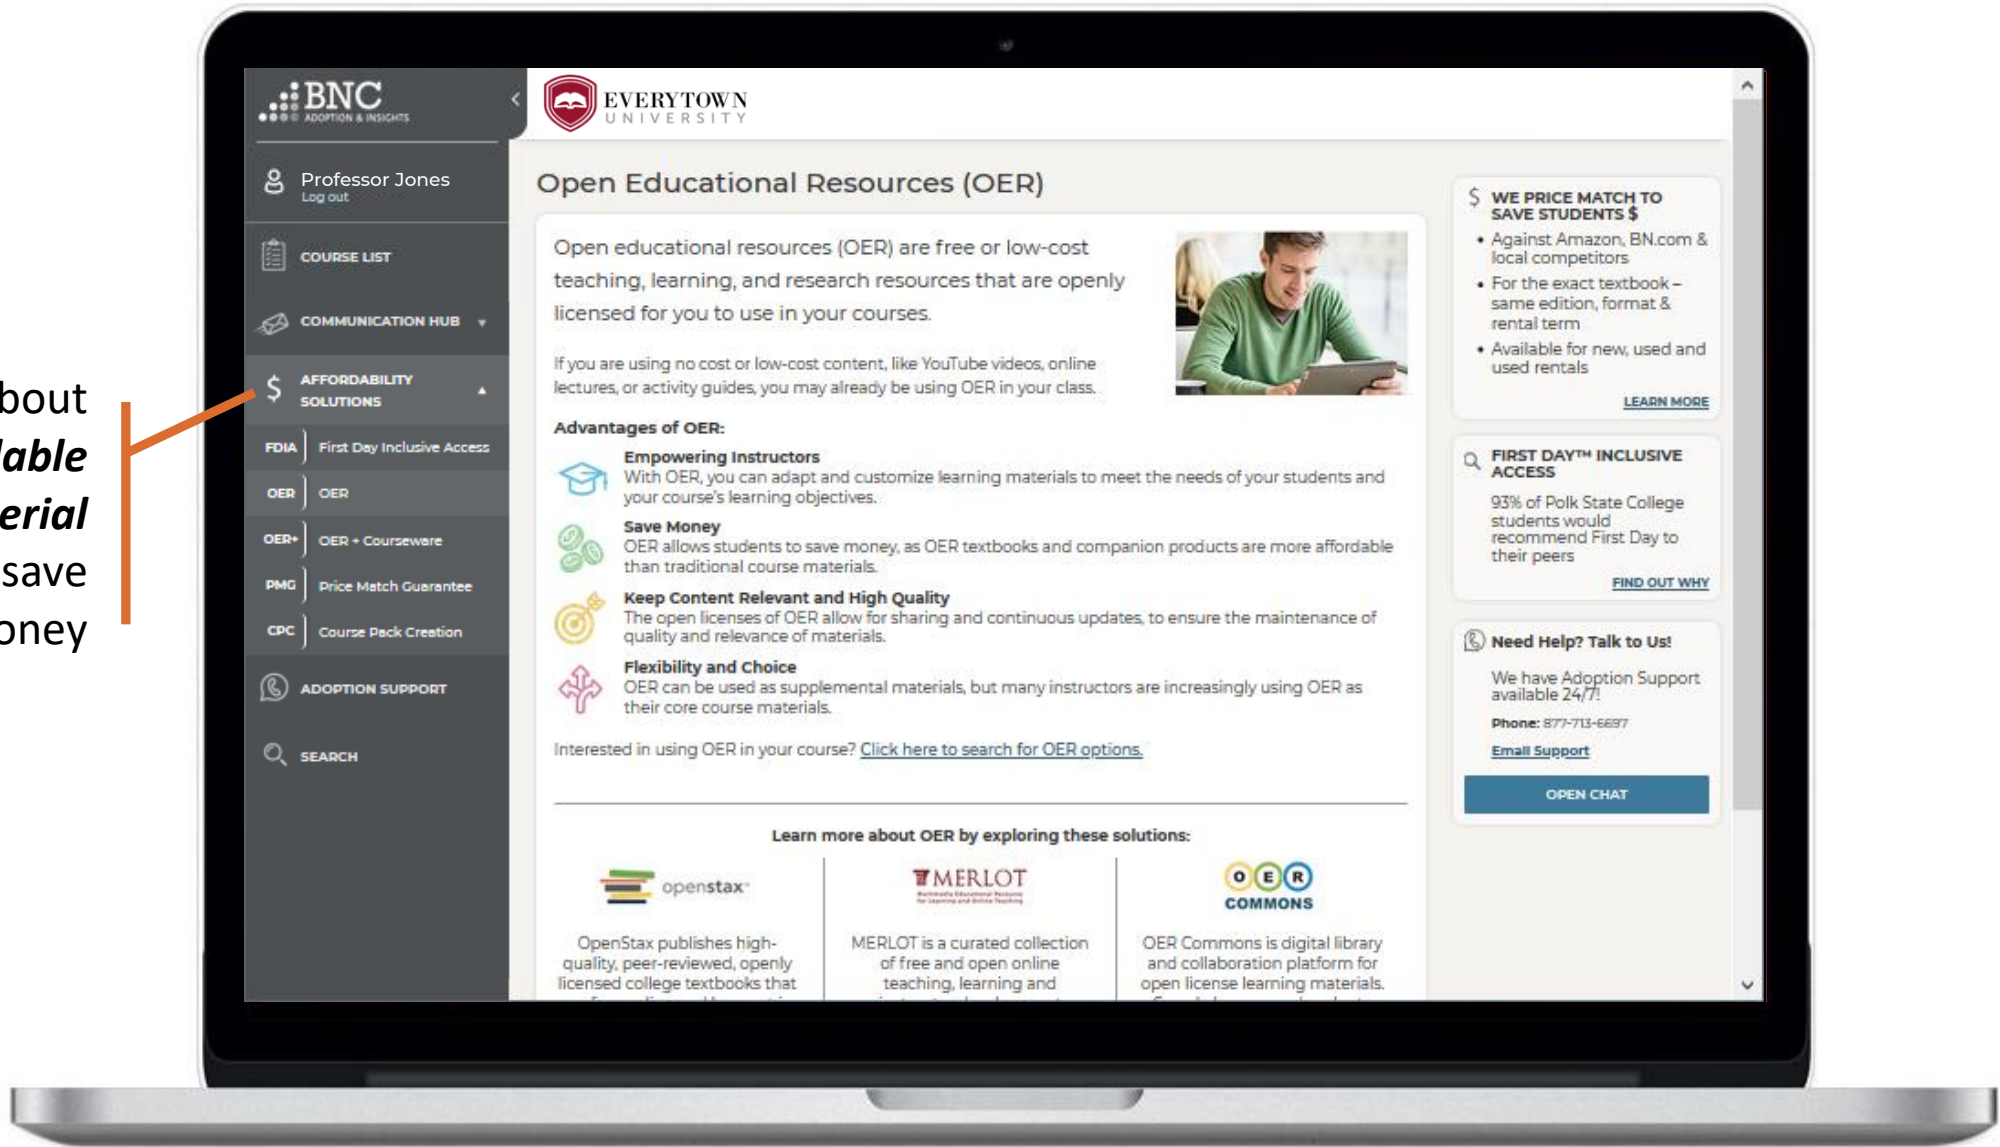 bout
lable
erial
save
oney
BNC
ADOPTION & INSIGHTS
Professor Jones
Log out
COURSE LIST
COMMUNICATION HUB
$ AFFORDABILITY
SOLUTIONS
FDIA First Day Inclusive Access
OER OER
OER+ OER + Courseware
PMG Price Match Guarantee
CPC Course Pack Creation
ADOPTION SUPPORT
SEARCH
EVERYTOWN
UNIVERSITY
Open Educational Resources (OER)
Open educational resources (OER) are free or low-cost
teaching, learning, and research resources that are openly
licensed for you to use in your courses.
If you are using no cost or low-cost content, like YouTube videos, online
lectures, or activity guides, you may already be using OER in your class.
Advantages of OER:
Empowering Instructors
With OER, you can adapt and customize learning materials to meet the needs of your students and
your course's learning objectives.
Save Money
OER allows students to save money, as OER textbooks and companion products are more affordable
than traditional course materials.
Keep Content Relevant and High Quality
The open licenses of OER allow for sharing and continuous updates, to ensure the maintenance of
quality and relevance of materials.
Flexibility and Choice
OER can be used as supplemental materials, but many instructors are increasingly using OER as
their core course materials.
Interested in using OER in your course? Click here to search for OER options.
Learn more about OER by exploring these solutions:
openstax
OpenStax publishes high-
quality, peer-reviewed, openly
licensed college textbooks that
MERLOT
Multimedia Educational Resource
for Learning and Online Teaching
MERLOT is a curated collection
of free and open online
teaching, learning and
OER
COMMONS
OER Commons is digital library
and collaboration platform for
open license learning materials.
$ WE PRICE MATCH TO
SAVE STUDENTS $
• Against Amazon, BN.com &
local competitors
• For the exact textbook –
same edition, format &
rental term
• Available for new, used and
used rentals
LEARN MORE
FIRST DAY™ INCLUSIVE
ACCESS
93% of Polk State College
students would
recommend First Day to
their peers
FIND OUT WHY
Need Help? Talk to Us!
We have Adoption Support
available 24/7!
Phone: 877-713-6697
Email Support
OPEN CHAT